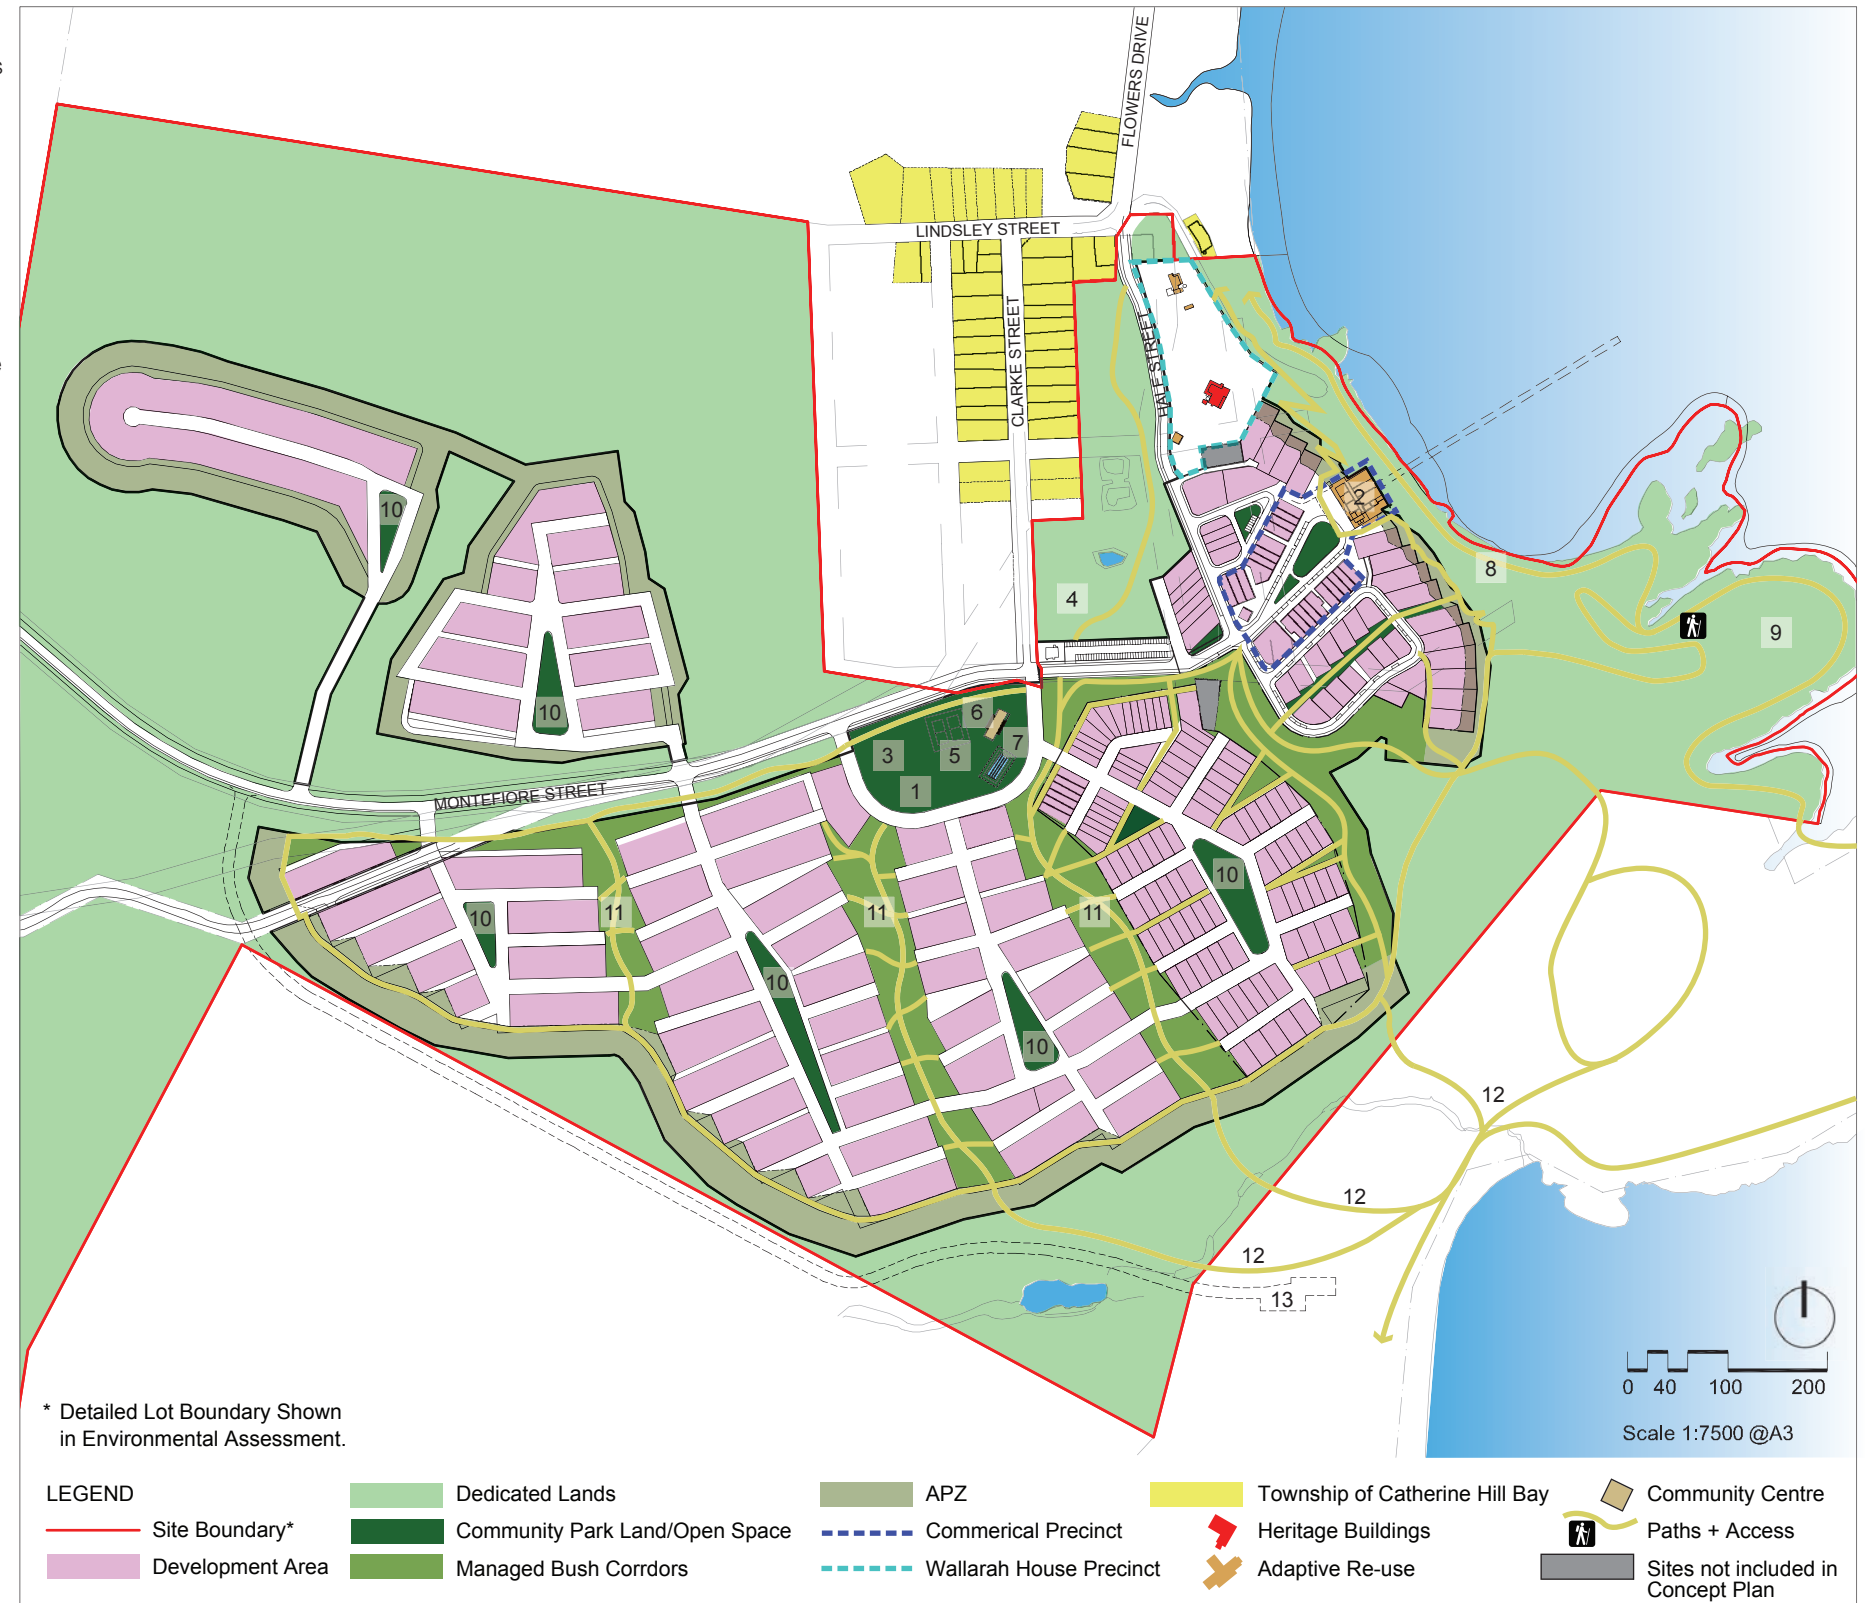 s
e
FLOWERS DRIVE
LINDSLEY STREET
CLARKE STREET
HALE STREET
2
10
8
4
9
10
6
3
5
7
1
MONTEFIORE STREET
10
11
11
11
10
10
10
12
12
12
13
0 40 100 200
Scale 1:7500 @A3
* Detailed Lot Boundary Shown
in Environmental Assessment.
LEGEND
Site Boundary*
Development Area
Dedicated Lands
Community Park Land/Open Space
Managed Bush Corrdors
APZ
Commerical Precinct
Wallarah House Precinct
Township of Catherine Hill Bay
Heritage Buildings
Adaptive Re-use
Community Centre
Paths + Access
Sites not included in
Concept Plan